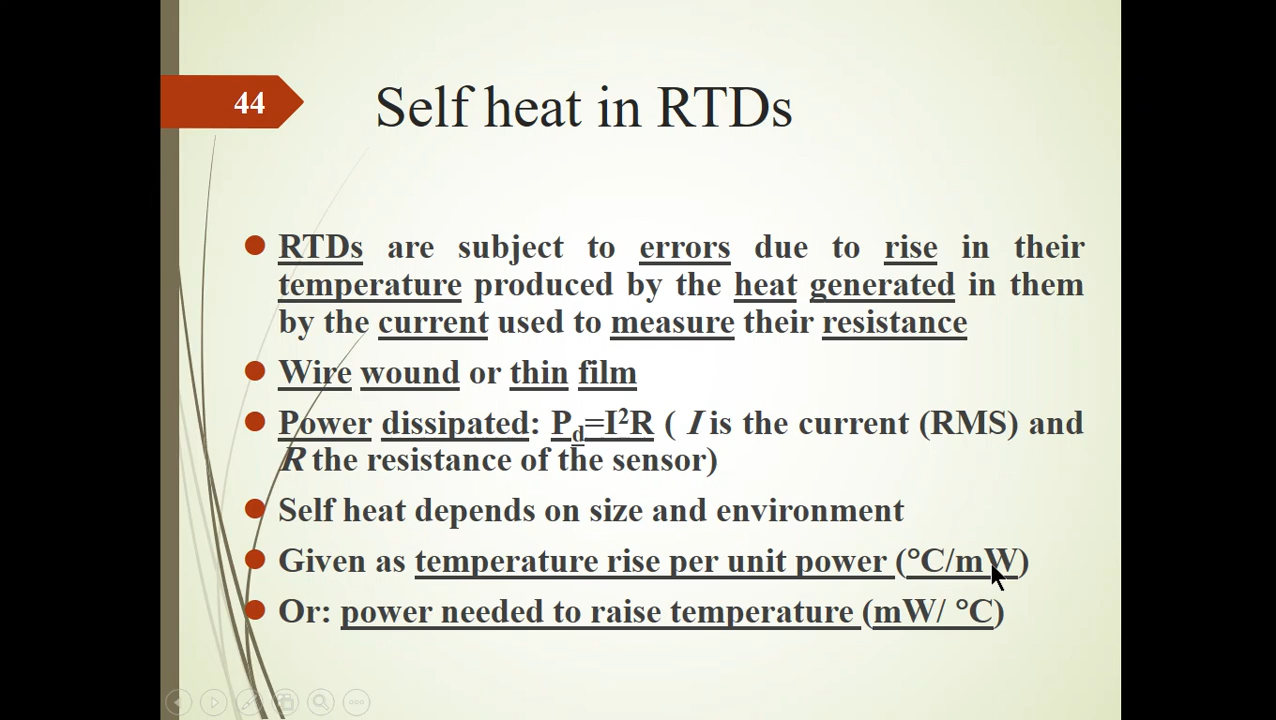 44
Self heat in RTDs
RTDs are subject to errors due to rise in their
temperature produced by the heat generated in them
by the current used to measure their resistance
Wire wound or thin film
Power dissipated: Pd=I²R ( I is the current (RMS) and
R the resistance of the sensor)
Self heat depends on size and environment
Given as temperature rise per unit power (°C/mW)
Or: power needed to raise temperature (mW/ °C)